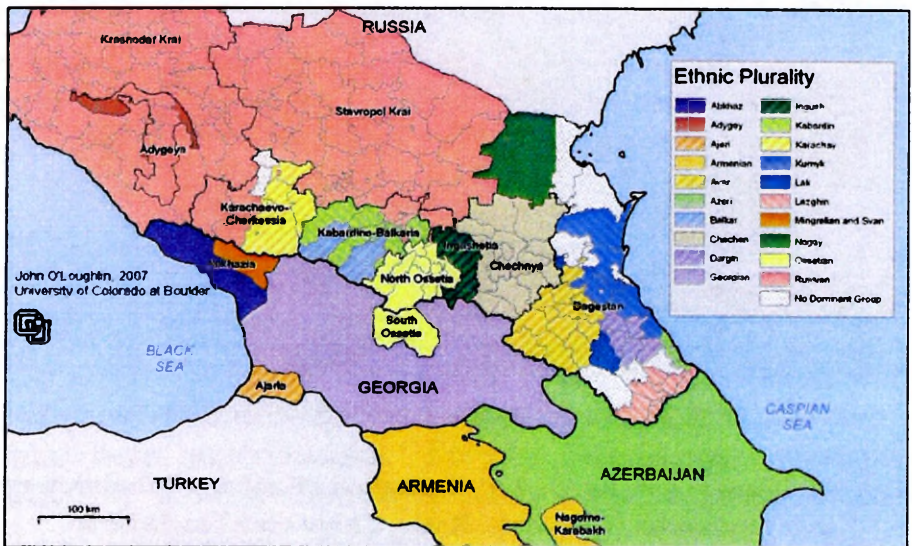 RUSSIA
Krasnodar Krai
Stavropol Krai
Adygeya
Karachaevo-
Cherkessia
Kabardino-Balkaria
Ingushetia
Chechnya
North Ossetia
South
Ossetia
Dagestan
Abkhazia
John O'Loughlin, 2007
University of Colorado at Boulder
BLACK
SEA
Ajaria
GEORGIA
CASPIAN
SEA
TURKEY
ARMENIA
AZERBAIJAN
Nagorno-
Karabakh
100 km
Ethnic Plurality
Abkhaz
Adygey
Ajari
Armenian
Avar
Azeri
Balkar
Chechen
Dargin
Georgian
Ingush
Kabardin
Karachay
Kumyk
Lak
Lezghin
Mingrelian and Svan
Nogay
Ossetian
Russian
No Dominant Group